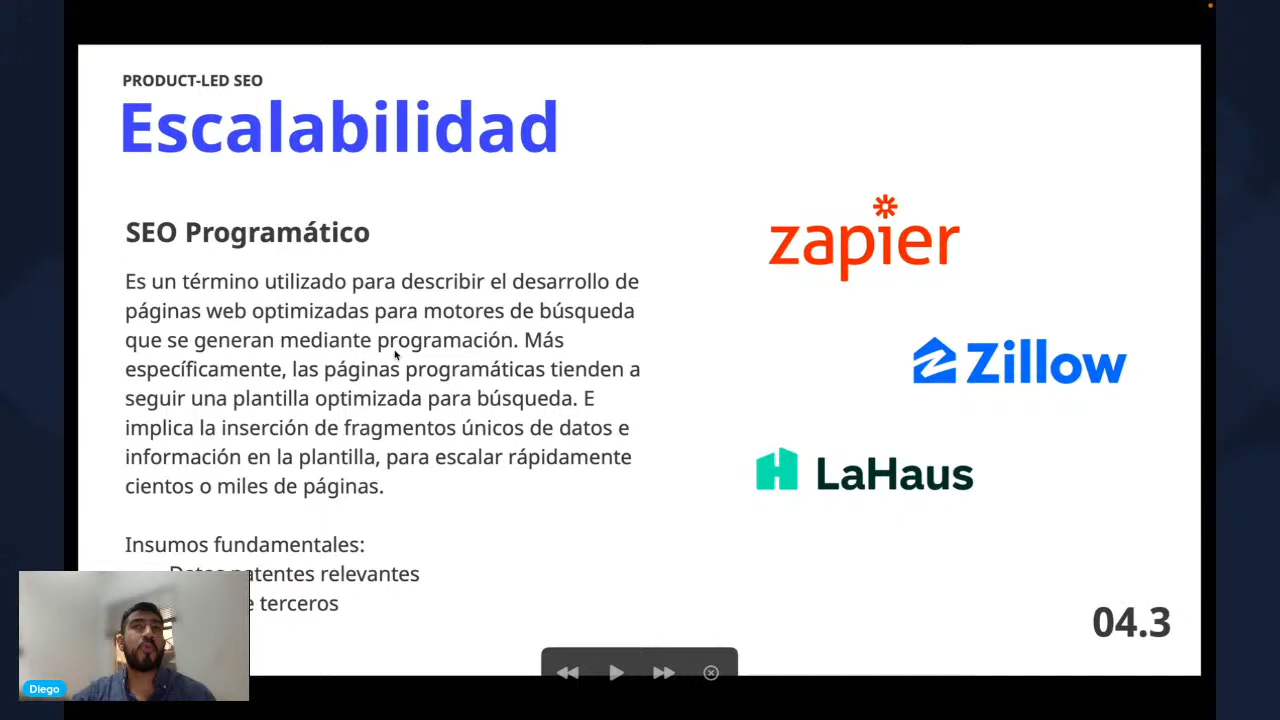 PRODUCT-LED SEO
Escalabilidad
SEO Programático
Es un término utilizado para describir el desarrollo de
páginas web optimizadas para motores de búsqueda
que se generan mediante programación. Más
específicamente, las páginas programáticas tienden a
seguir una plantilla optimizada para búsqueda. E
implica la inserción de fragmentos únicos de datos e
información en la plantilla, para escalar rápidamente
cientos o miles de páginas.
Insumos fundamentales:
Datos patentes relevantes
terceros
zapier
Zillow
LaHaus
04.3
Diego